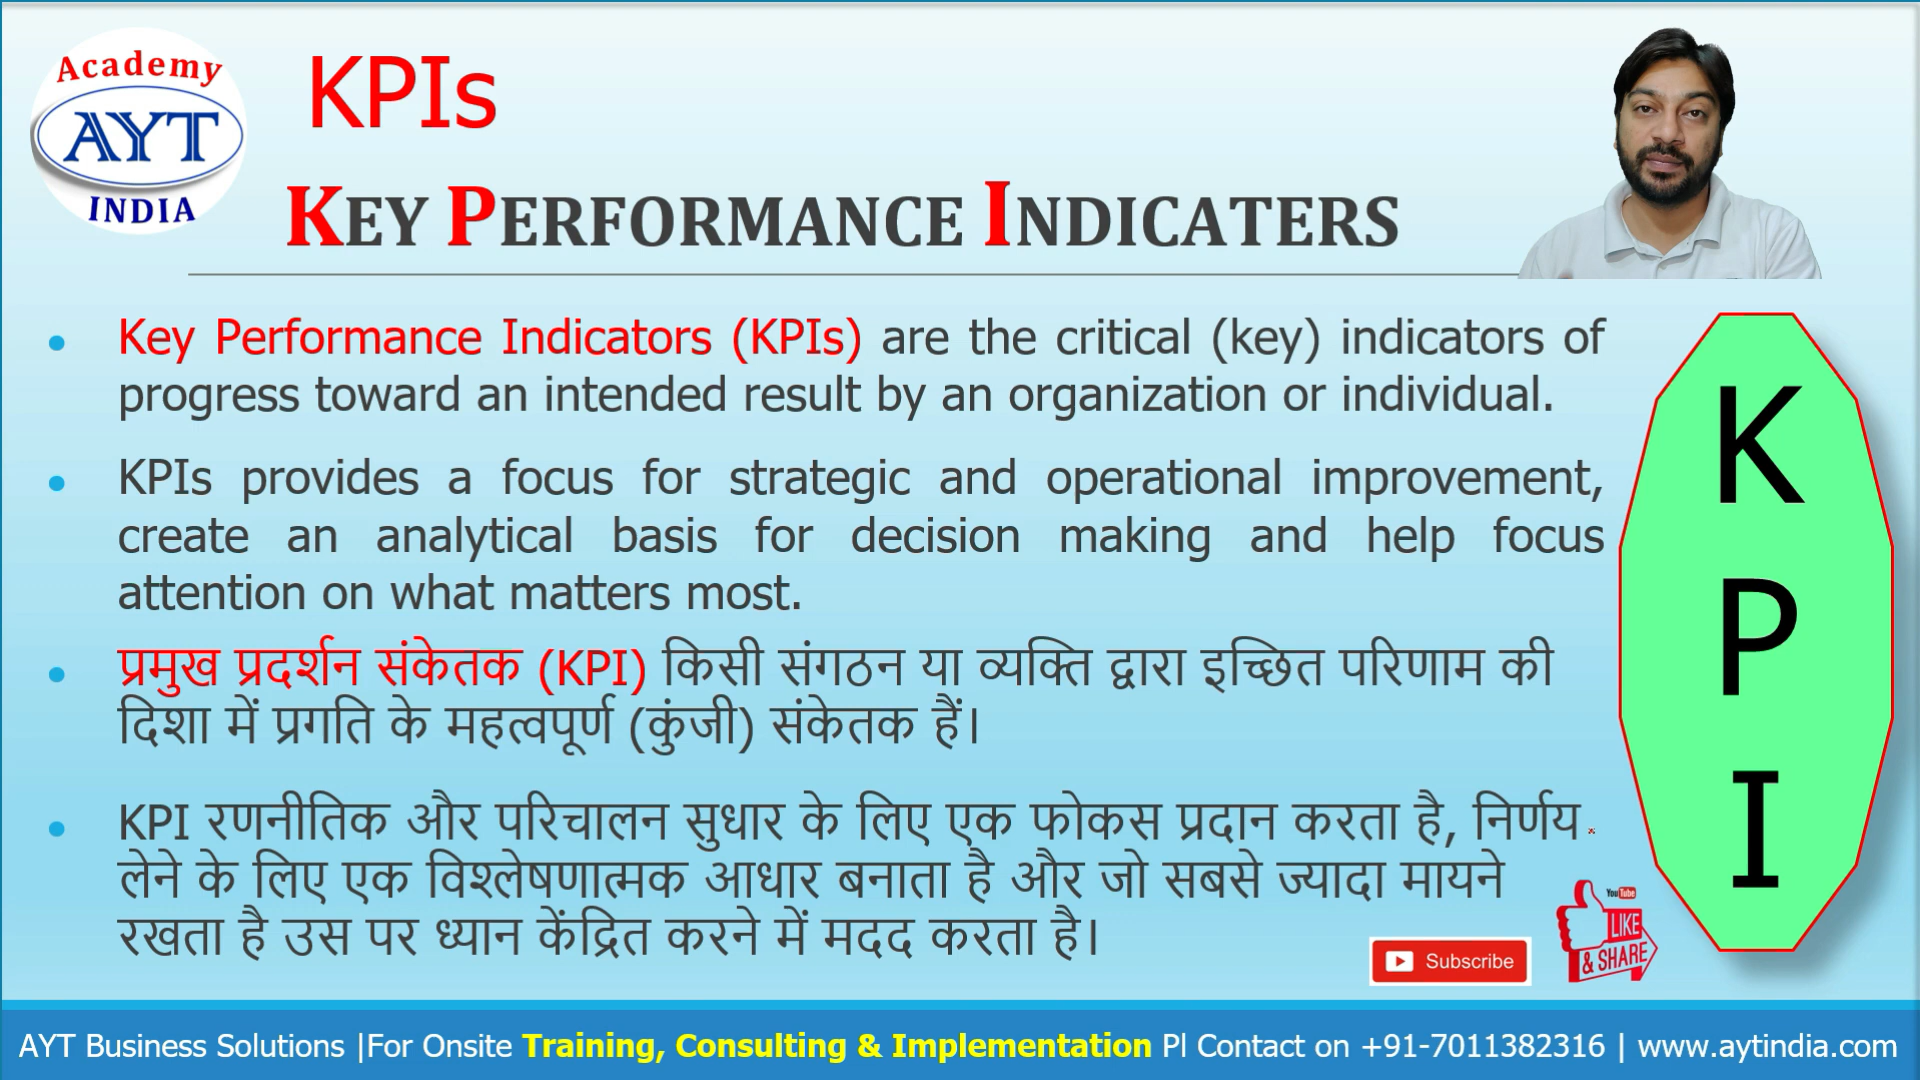 Academy
AYT
INDIA
KPIs
KEY PERFORMANCE INDICATERS
• Key Performance Indicators (KPIs) are the critical (key) indicators of
progress toward an intended result by an organization or individual.
• KPIs provides a focus for strategic and operational improvement,
create an analytical basis for decision making and help focus
attention on what matters most.
• प्रमुख प्रदर्शन संकेतक (KPI) किसी संगठन या व्यक्ति द्वारा इच्छित परिणाम की
दिशा में प्रगति के महत्वपूर्ण (कुंजी) संकेतक हैं।
• KPI रणनीतिक और परिचालन सुधार के लिए एक फोकस प्रदान करता है, निर्णय
लेने के लिए एक विश्लेषणात्मक आधार बनाता है और जो सबसे ज्यादा मायने
रखता है उस पर ध्यान केंद्रित करने में मदद करता है।
K
P
I
Subscribe
YouTube
LIKE
& SHARE
AYT Business Solutions |For Onsite Training, Consulting & Implementation Pl Contact on +91-7011382316 | www.aytindia.com